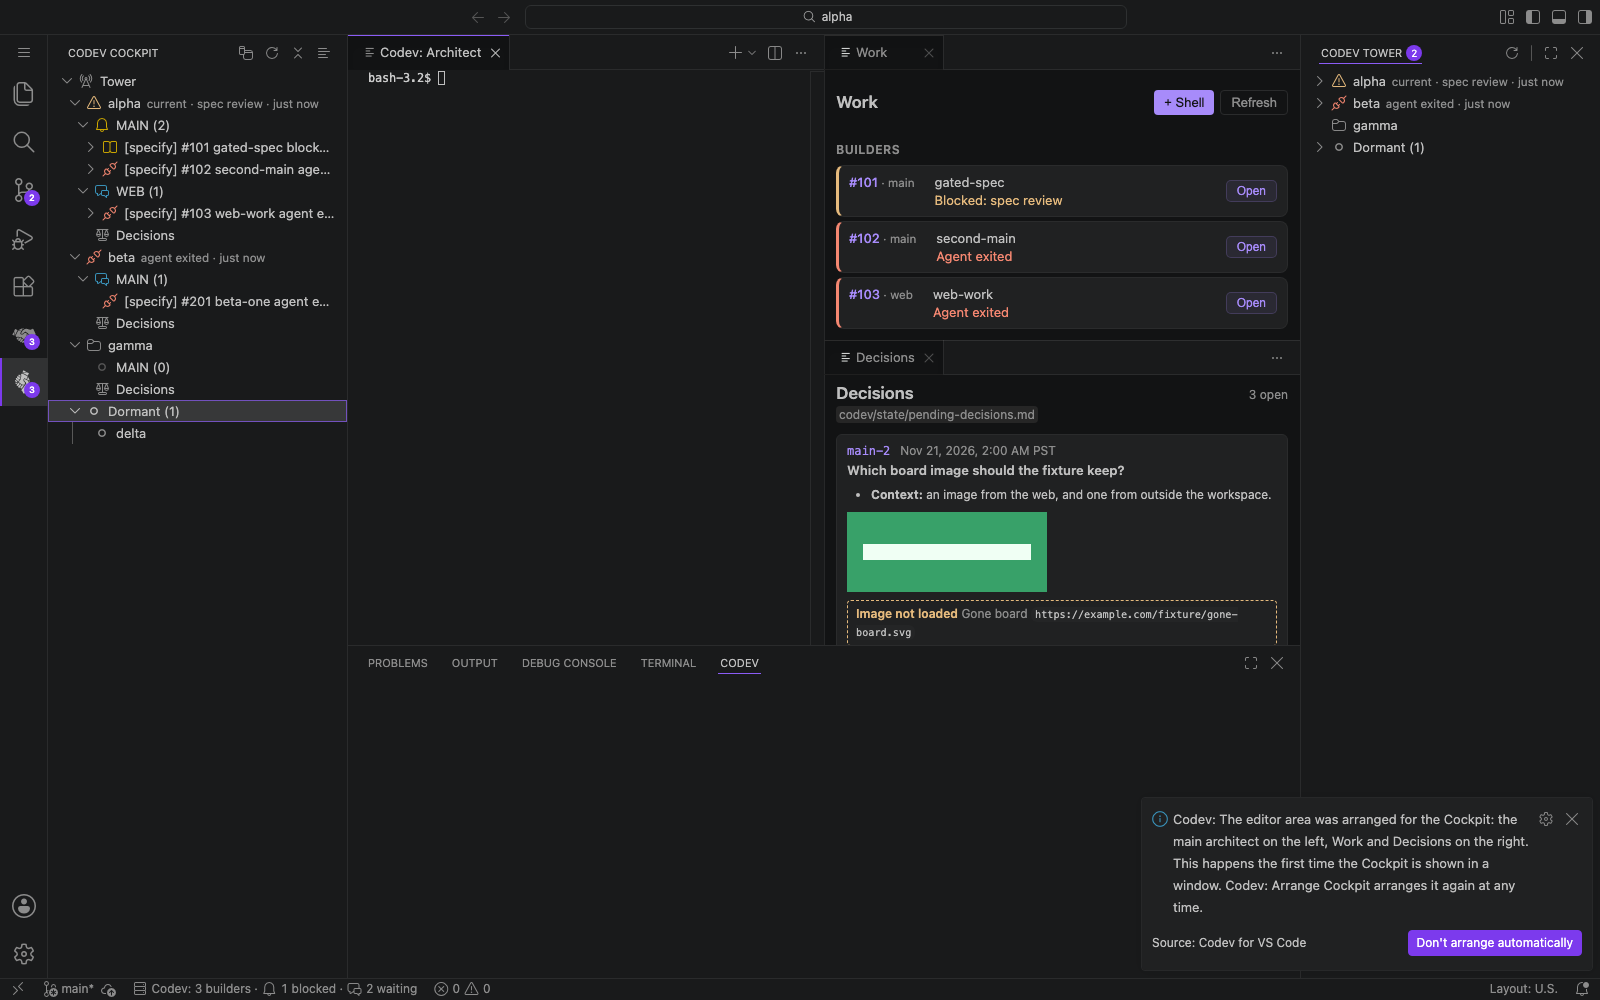 alpha
CODEV COCKPIT
Tower
alpha current · spec review · just now
MAIN (2)
[specify] #101 gated-spec block...
[specify] #102 second-main age...
WEB (1)
[specify] #103 web-work agent e...
Decisions
beta agent exited · just now
MAIN (1)
[specify] #201 beta-one agent e...
Decisions
gamma
MAIN (0)
Decisions
Dormant (1)
delta
2
3
3
Codev: Architect
bash-3.2$
Work
Work
+ Shell
Refresh
BUILDERS
#101 · main gated-spec
Blocked: spec review
Open
#102 · main second-main
Agent exited
Open
#103 · web web-work
Agent exited
Open
Decisions
Decisions
3 open
codev/state/pending-decisions.md
main-2 Nov 21, 2026, 2:00 AM PST
Which board image should the fixture keep?
• Context: an image from the web, and one from outside the workspace.
Image not loaded Gone board https://example.com/fixture/gone-
board.svg
CODEV TOWER 2
alpha current · spec review · just now
beta agent exited · just now
gamma
Dormant (1)
PROBLEMS OUTPUT DEBUG CONSOLE TERMINAL CODEV
Codev: The editor area was arranged for the Cockpit: the
main architect on the left, Work and Decisions on the right.
This happens the first time the Cockpit is shown in a
window. Codev: Arrange Cockpit arranges it again at any
time.
Source: Codev for VS Code
Don't arrange automatically
main* Codev: 3 builders · 1 blocked · 2 waiting 0 0
Layout: U.S.